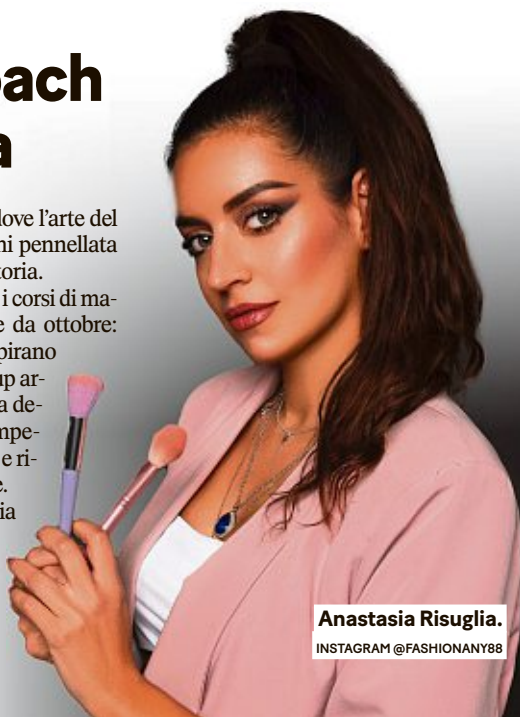 ach
a
love l’arte del
ni pennellata
toria.
i corsi di ma-
e da ottobre:
pirano
up ar-
a de-
mpe-
e ri-
e.
ia
Anastasia Risuglia.
INSTAGRAM @FASHIONANY88